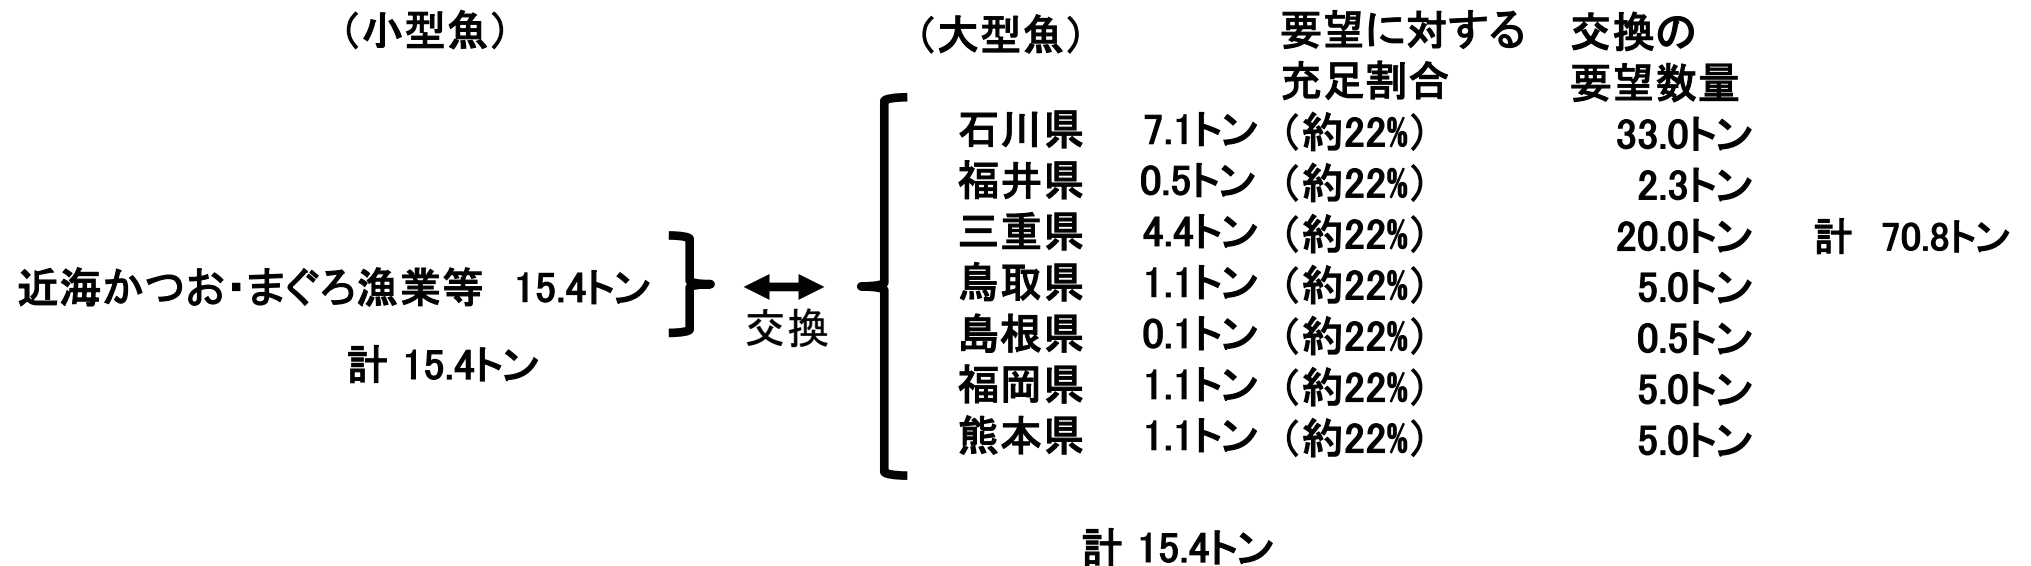 （小型魚）
（大型魚）
要望に対する
充足割合
交換の
要望数量
石川県 7.1トン （約22%） 33.0トン
福井県 0.5トン （約22%） 2.3トン
三重県 4.4トン （約22%） 20.0トン 計 70.8トン
近海かつお・まぐろ漁業等 15.4トン
交換
鳥取県 1.1トン （約22%） 5.0トン
島根県 0.1トン （約22%） 0.5トン
計 15.4トン
福岡県 1.1トン （約22%） 5.0トン
熊本県 1.1トン （約22%） 5.0トン
計 15.4トン